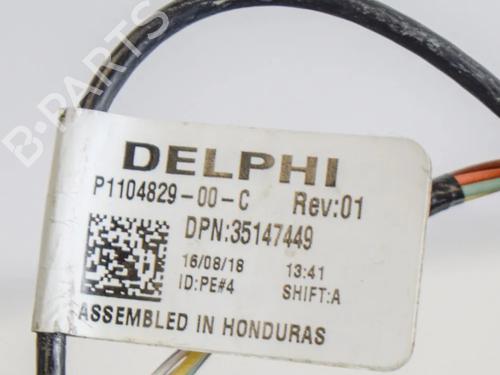 B-PARTS
DELPHI
P1104829-00-C Rev:01
DPN:35147449
16/08/18 13:41
ID:PE#4 SHIFT:A
ASSEMBLED IN HONDURAS